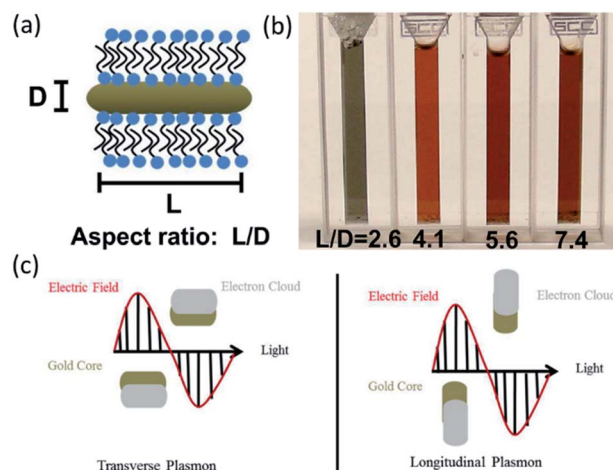 (a)
D
L
Aspect ratio: L/D
(b)
SCC
L/D=2.6 4.1 5.6 7.4
(c)
Electric Field
Electron Cloud
Light
Gold Core
Transverse Plasmon
Electric Field
Electron Cloud
Light
Gold Core
Longitudinal Plasmon